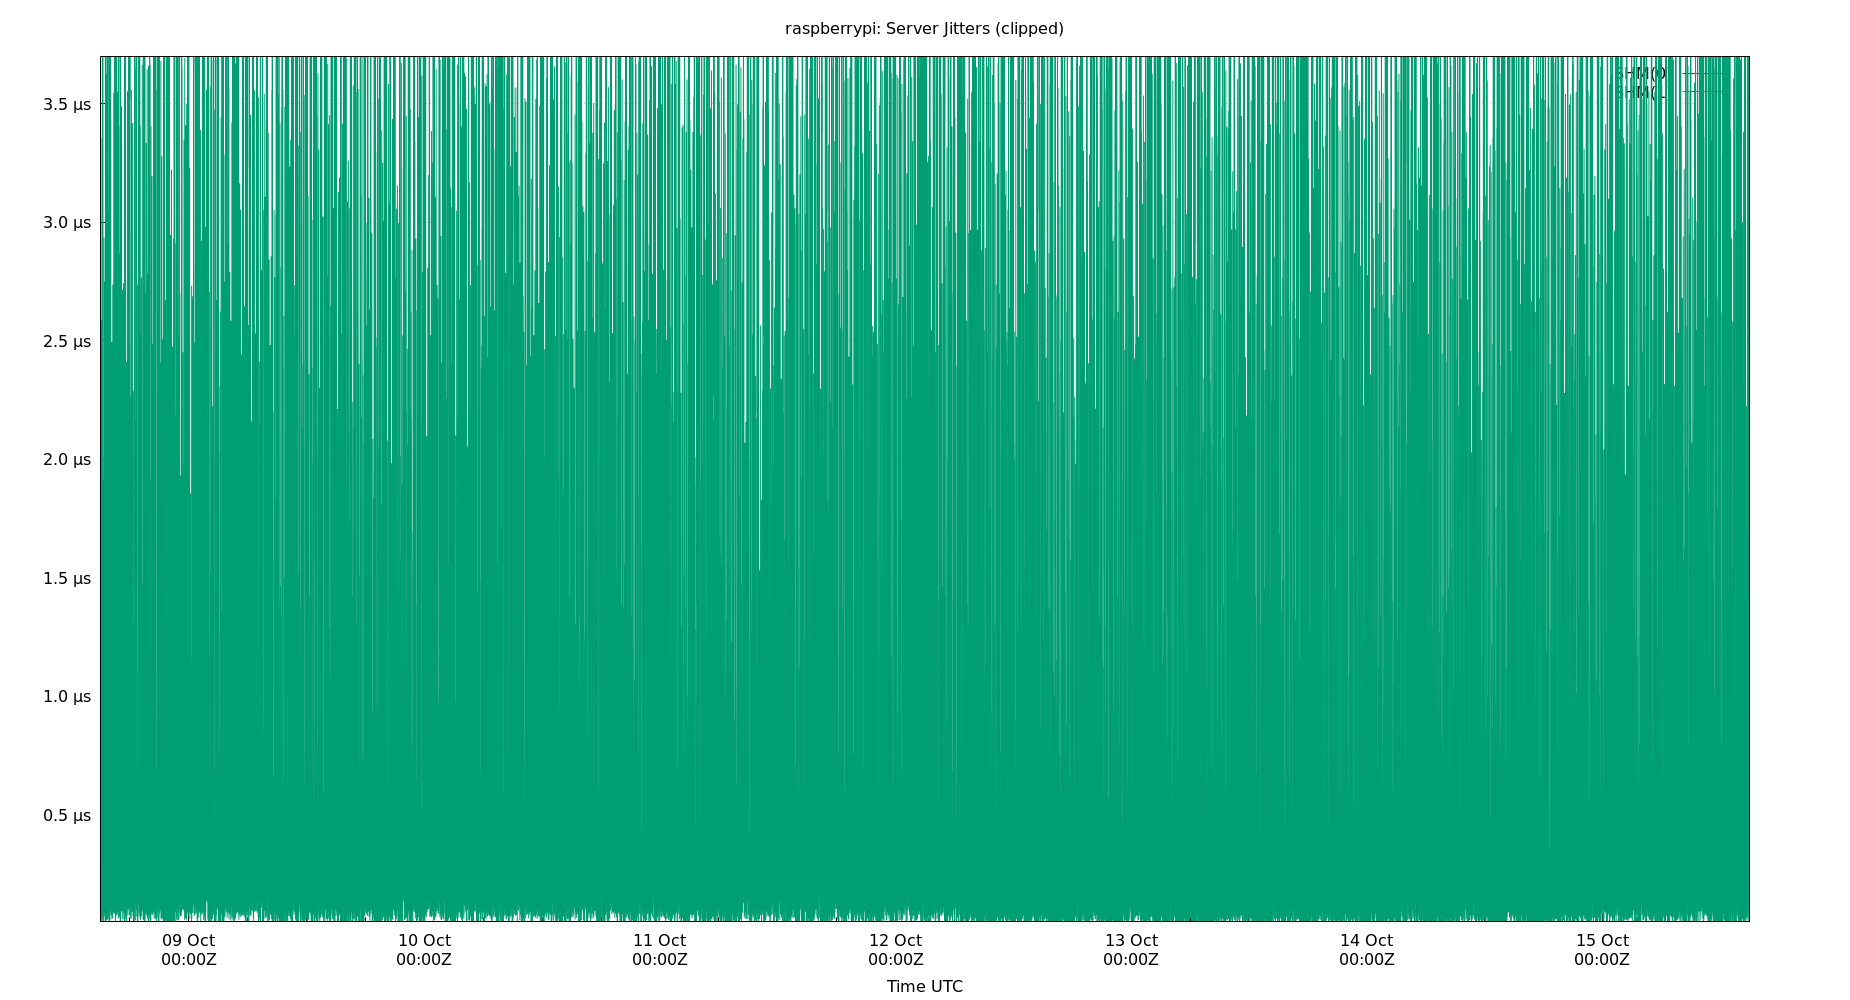 raspberrypi: Server Jitters (clipped)
3.5 µs
3.0 µs
2.5 µs
2.0 µs
1.5 µs
1.0 µs
0.5 µs
09 Oct 10 Oct 11 Oct 12 Oct 13 Oct 14 Oct 15 Oct
00:00Z 00:00Z 00:00Z 00:00Z 00:00Z 00:00Z 00:00Z
Time UTC